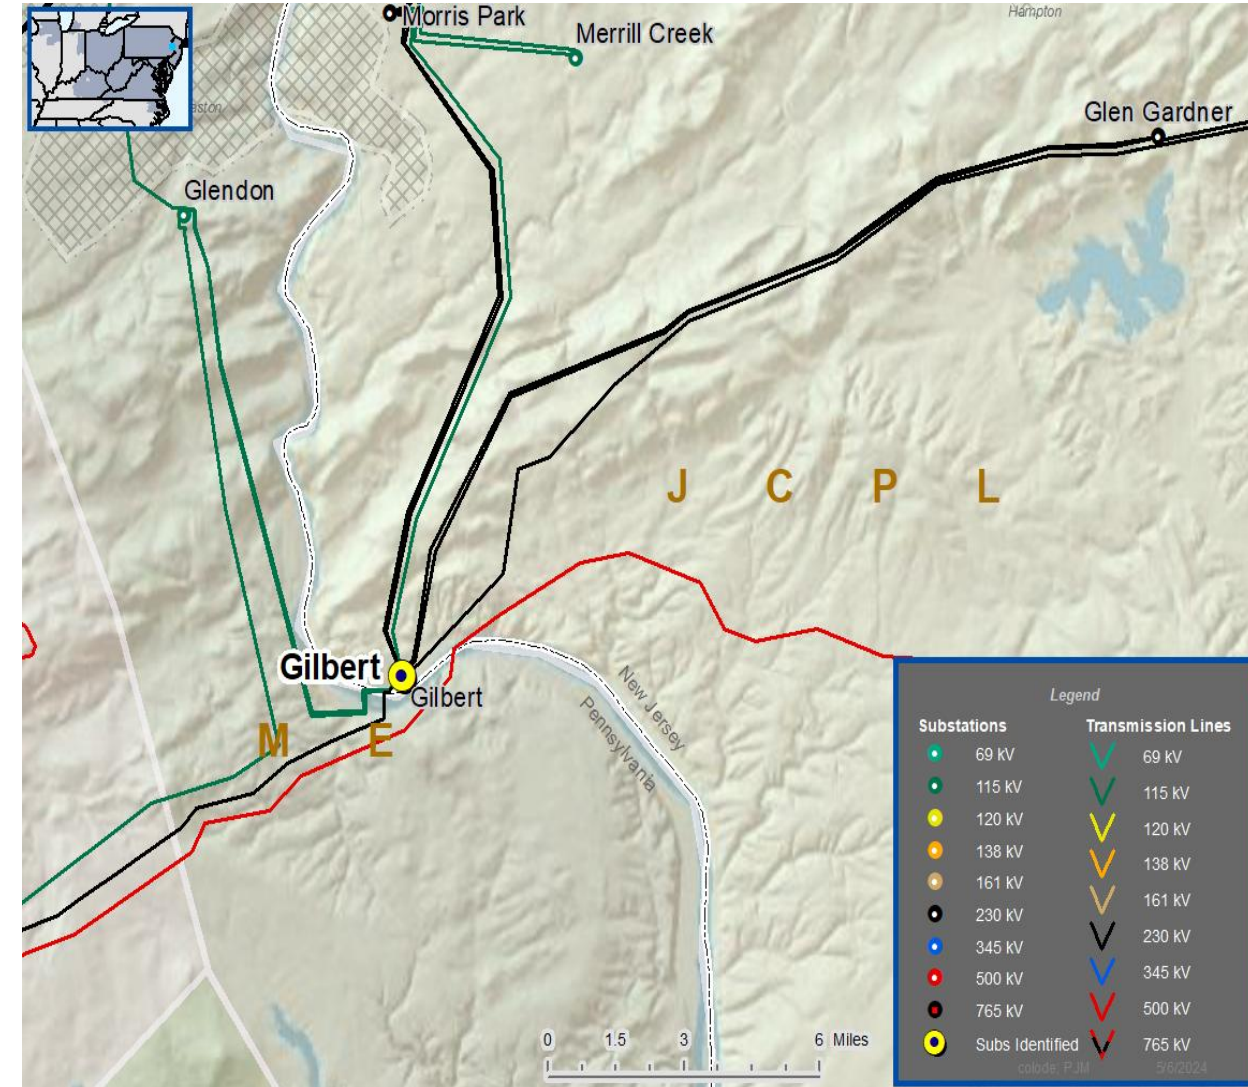 Morris Park
Hampton
Merrill Creek
Glen Gardner
Glendon
J C P L
Gilbert
Gilbert
New Jersey
Pennsylvania
M E
Legend
Substations Transmission Lines
69 kV 69 kV
115 kV 115 kV
120 kV 120 kV
138 kV 138 kV
161 kV 161 kV
230 kV 230 kV
345 kV 345 kV
500 kV 500 kV
765 kV 765 kV
Subs Identified
colode; PJM 5/6/2024
0 1.5 3 6 Miles